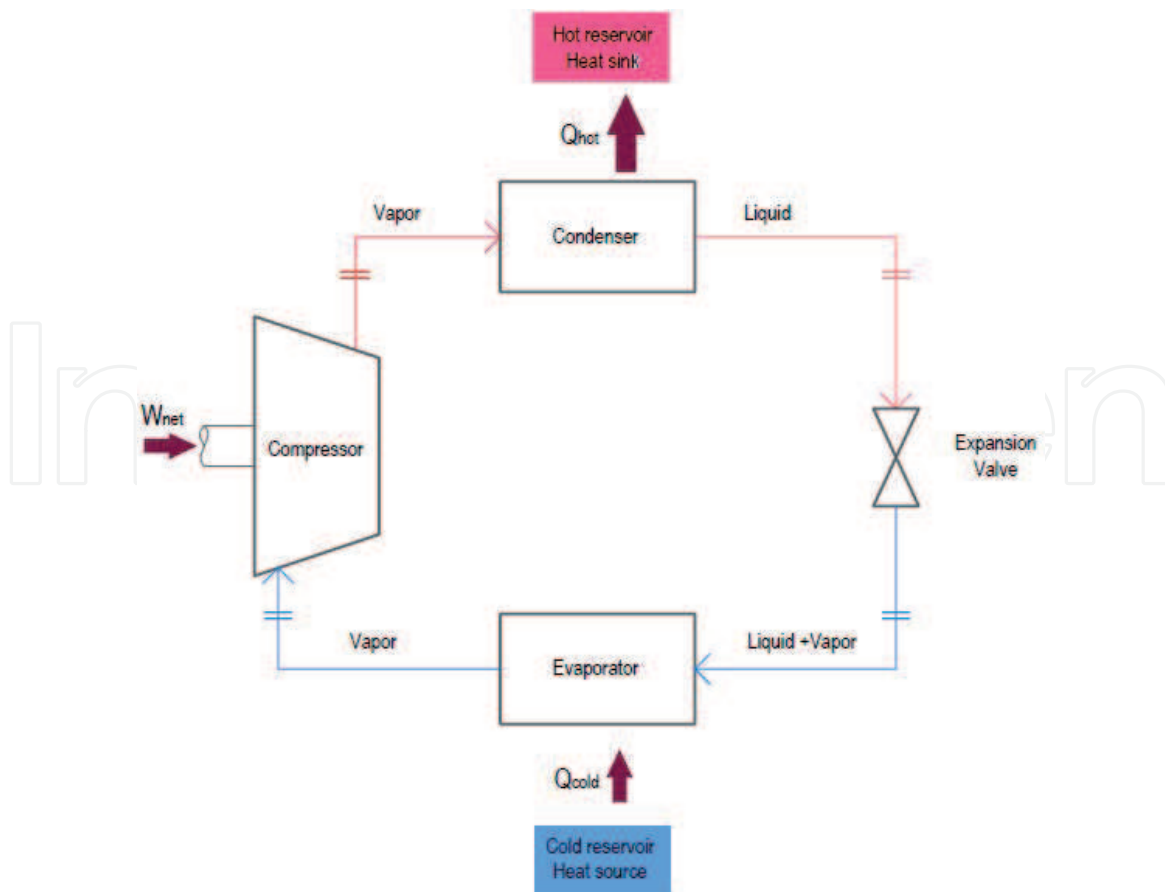 Hot reservoir
Heat sink
Qhot
Vapor
Condenser
Liquid
Wnet
Compressor
Expansion
Valve
Vapor
Evaporator
Liquid +Vapor
Qcold
Cold reservoir
Heat source